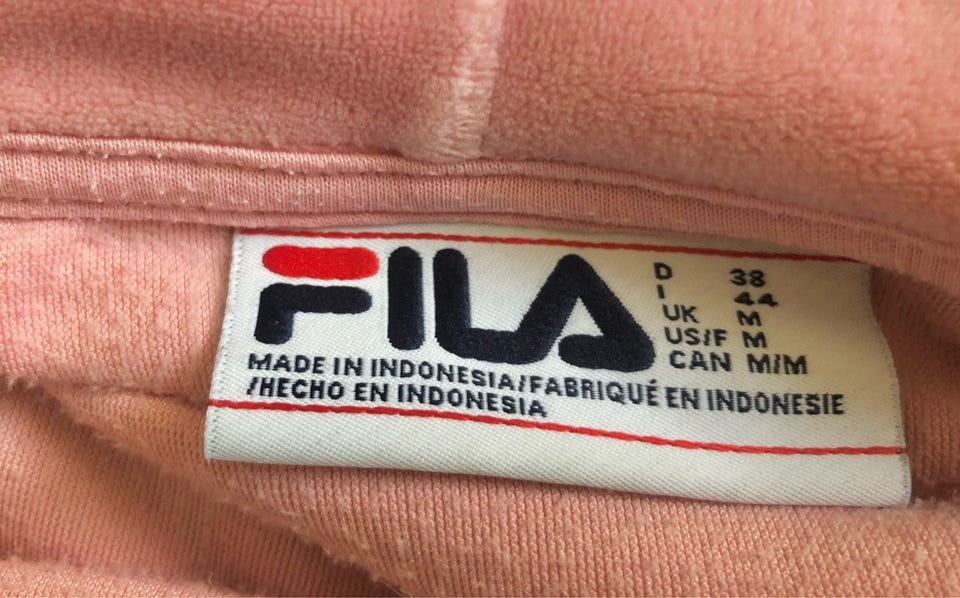 FILA
D 38
I 44
UK M
US/F M
CAN M/M
MADE IN INDONESIA/FABRIQUÉ EN INDONESIE
/HECHO EN INDONESIA